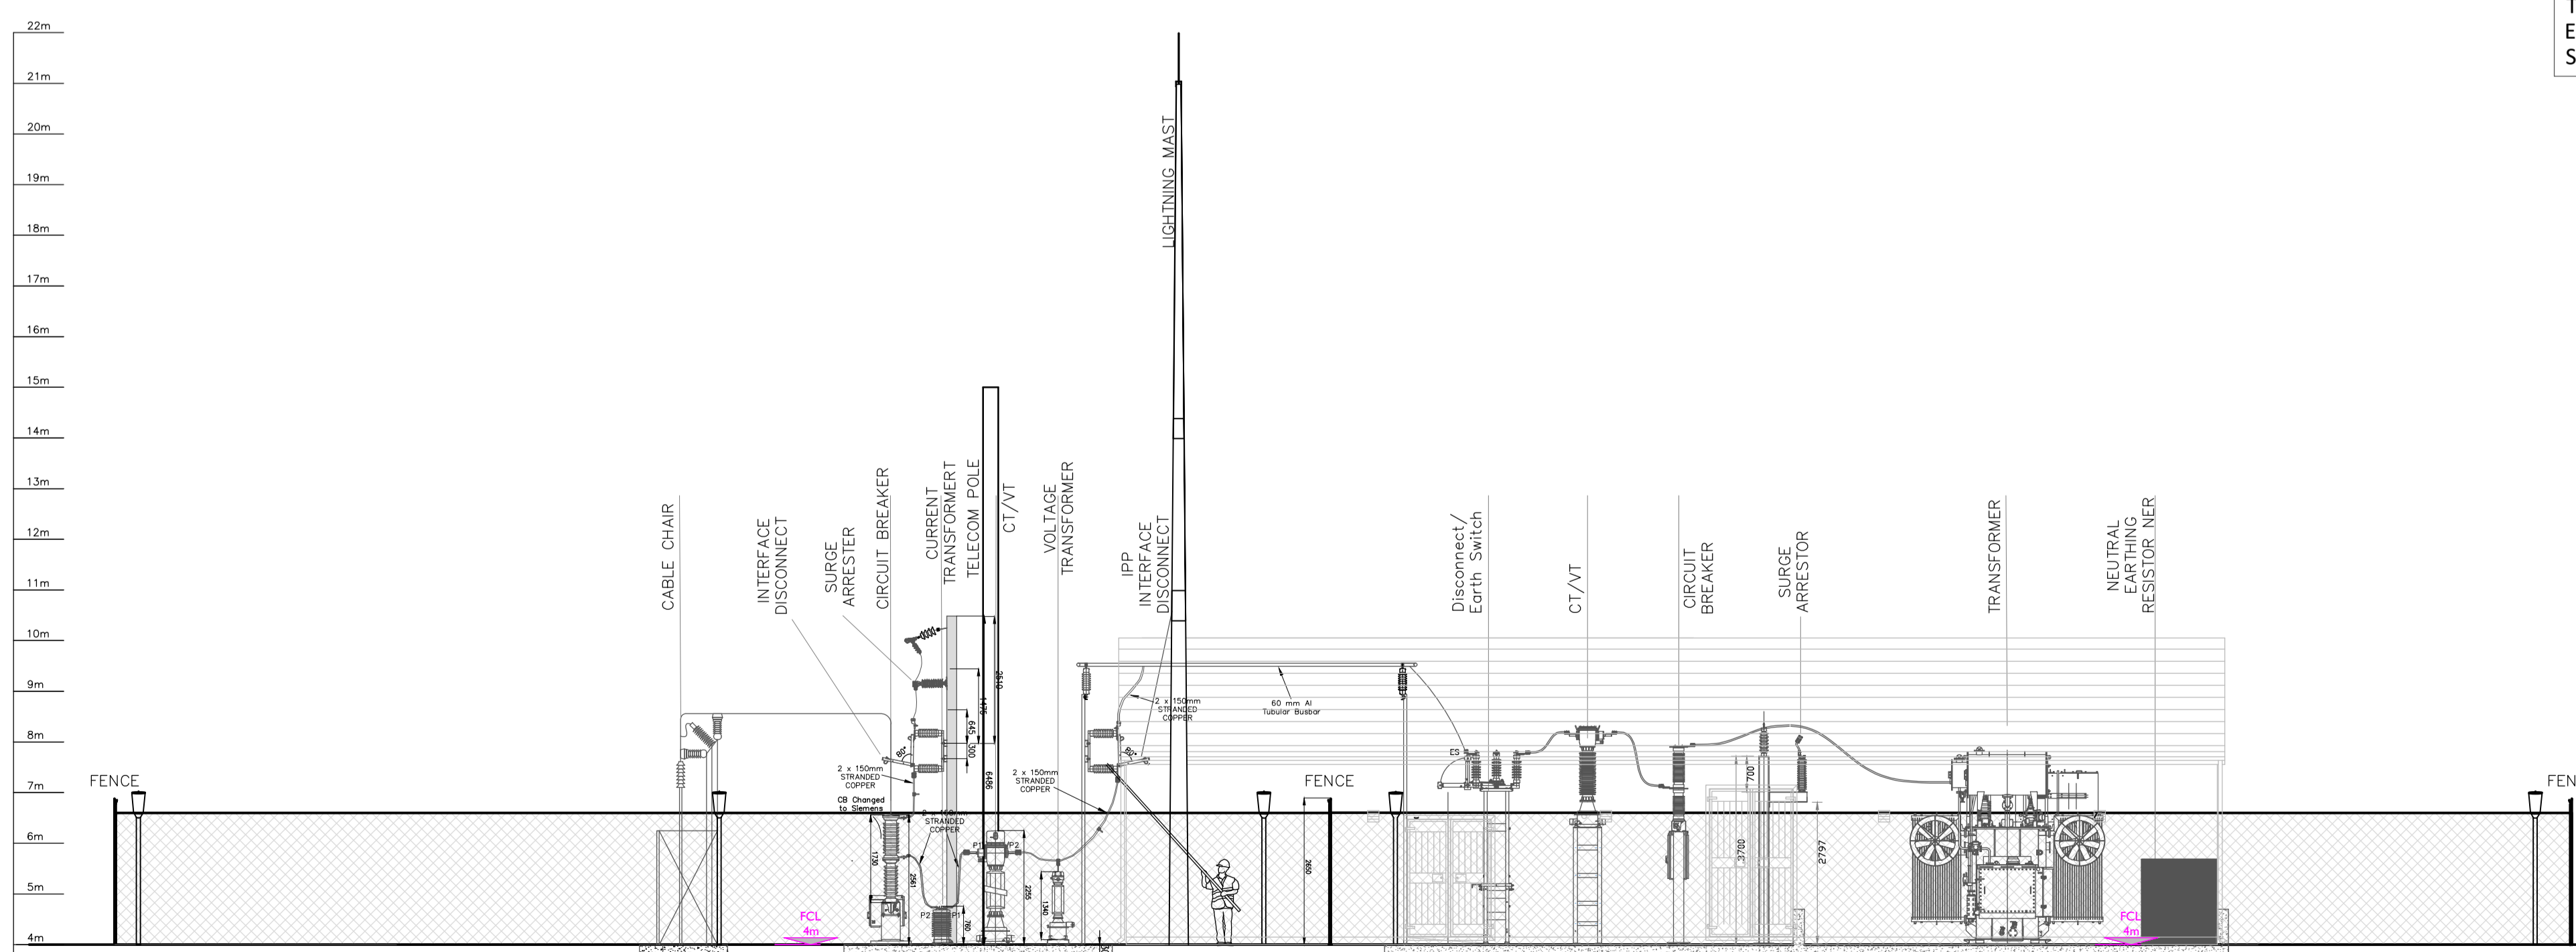 22m
21m
20m
19m
18m
17m
16m
15m
14m
13m
12m
11m
10m
9m
8m
7m
6m
5m
4m
T
E
S
LIGHTNING MAST
CABLE CHAIR
INTERFACE
DISCONNECT
SURGE
ARRESTER
CIRCUIT BREAKER
CURRENT
TRANSFORMERT
TELECOM POLE
CT/VT
VOLTAGE
TRANSFORMER
IPP
INTERFACE
DISCONNECT
Disconnect/
Earth Switch
CT/VT
CIRCUIT
BREAKER
SURGE
ARRESTOR
TRANSFORMER
NEUTRAL
EARTHING
RESISTOR NER
FENCE
FENCE
FEN
2 x 150mm
STRANDED
COPPER
CB Changed
to Siemens
2 x 150mm
STRANDED
COPPER
2 x 150mm
STRANDED
COPPER
2 x 150mm
STRANDED
COPPER
60 mm Al
Tubular Busbar
80°
80°
2510
1476
645
300
6486
1730
2561
P2
P1
780
P1
P2
2255
1340
2650
ES
700
3700
2797
FCL
4m
FCL
4m